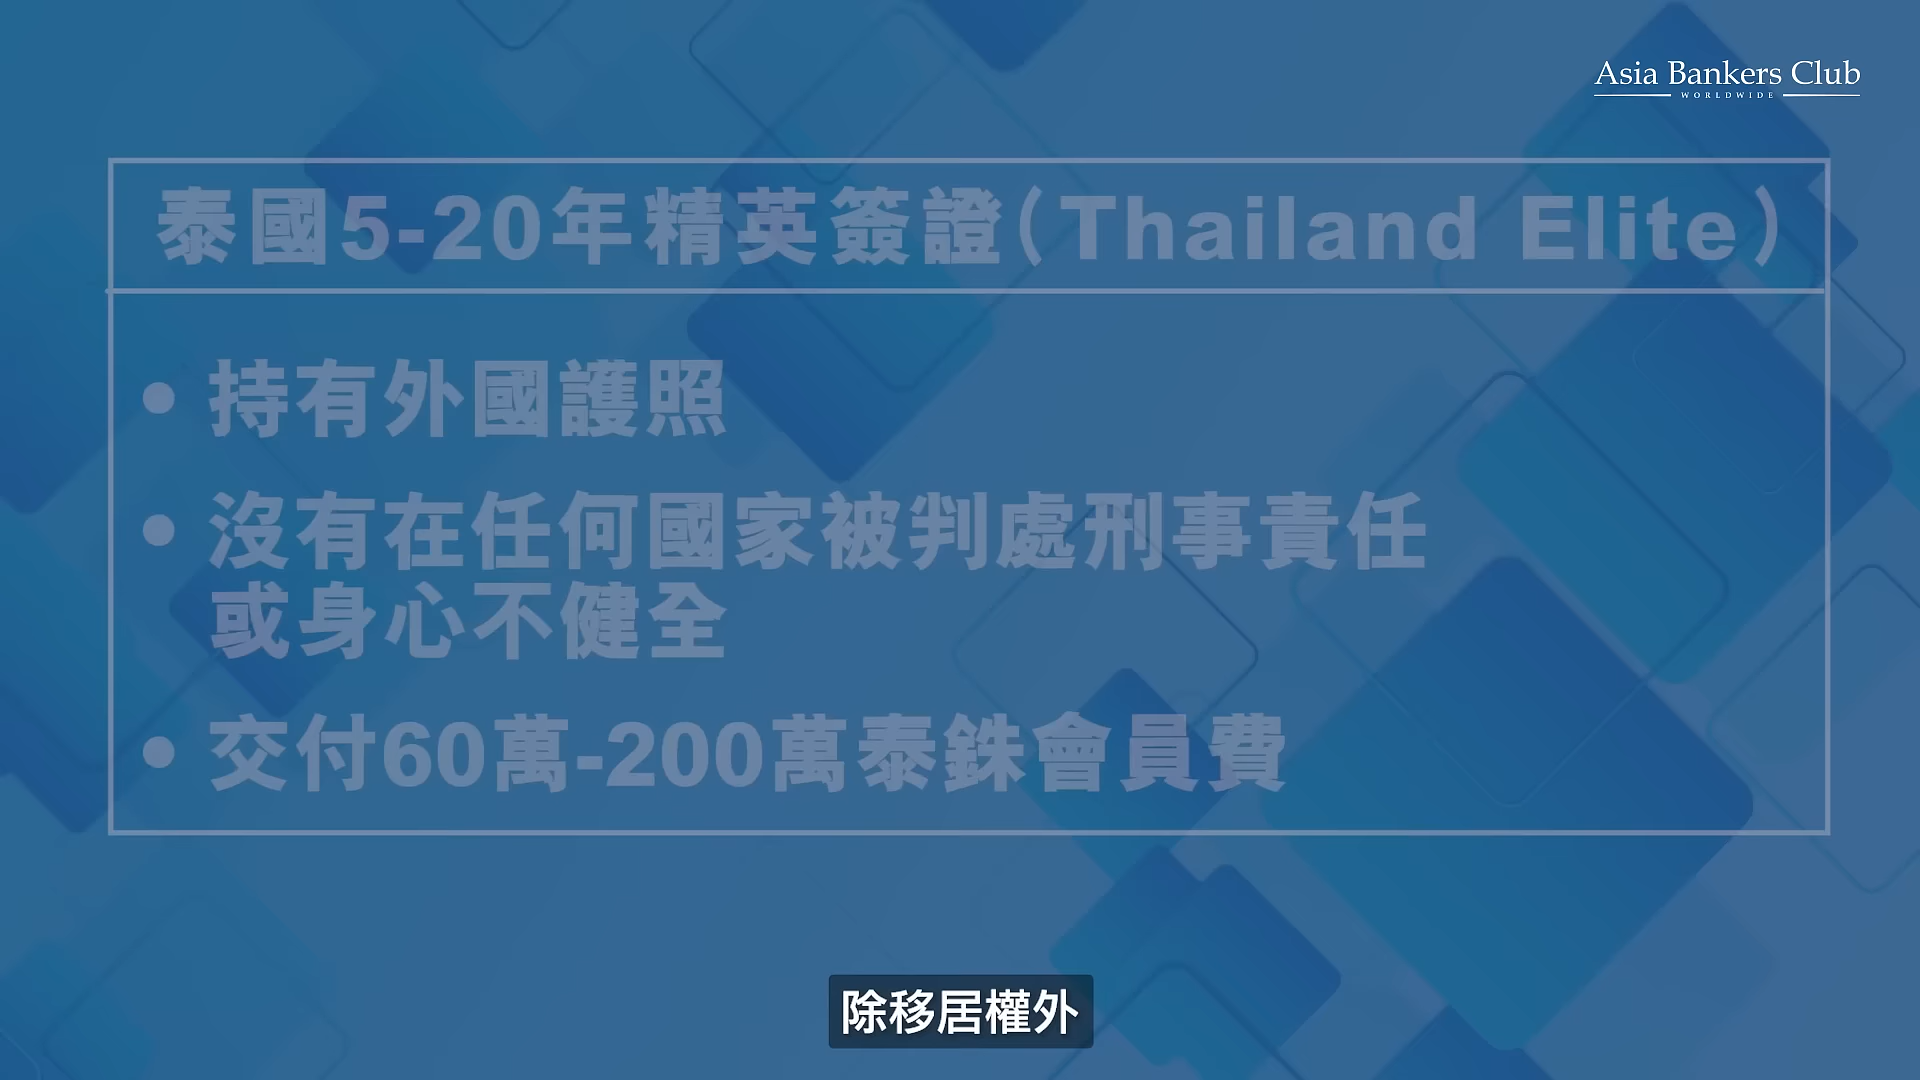 Asia Bankers Club
WORLDWIDE
泰國5-20年精英簽證(Thailand Elite)
• 持有外國護照
• 沒有在任何國家被判處刑事責任
或身心不健全
• 交付60萬-200萬泰銖會員費
除移居權外